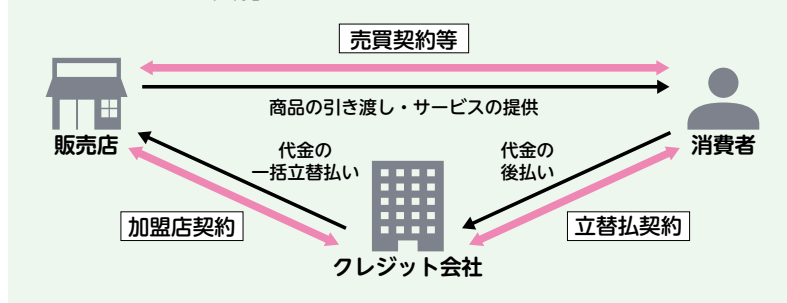 売買契約等
商品の引き渡し・サービスの提供
販売店
消費者
代金の
一括立替払い
代金の
後払い
加盟店契約
立替払契約
クレジット会社